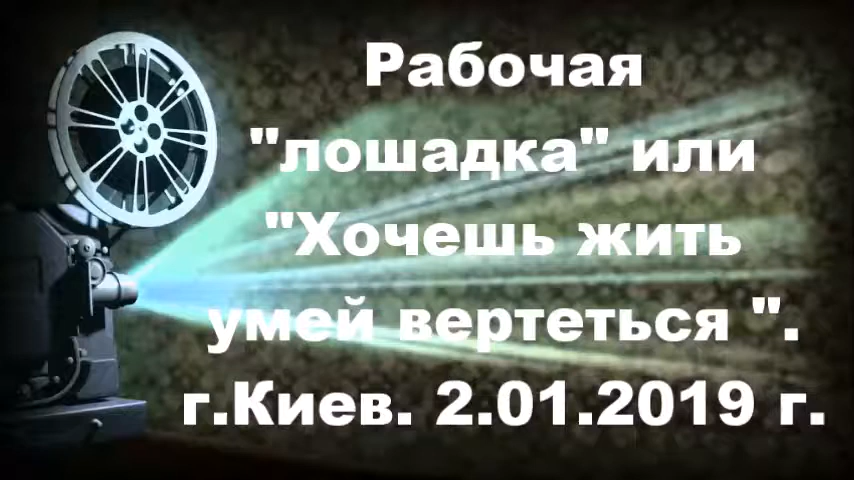 Рабочая
"лошадка" или
"Хочешь жить
умей вертеться ".
г.Киев. 2.01.2019 г.